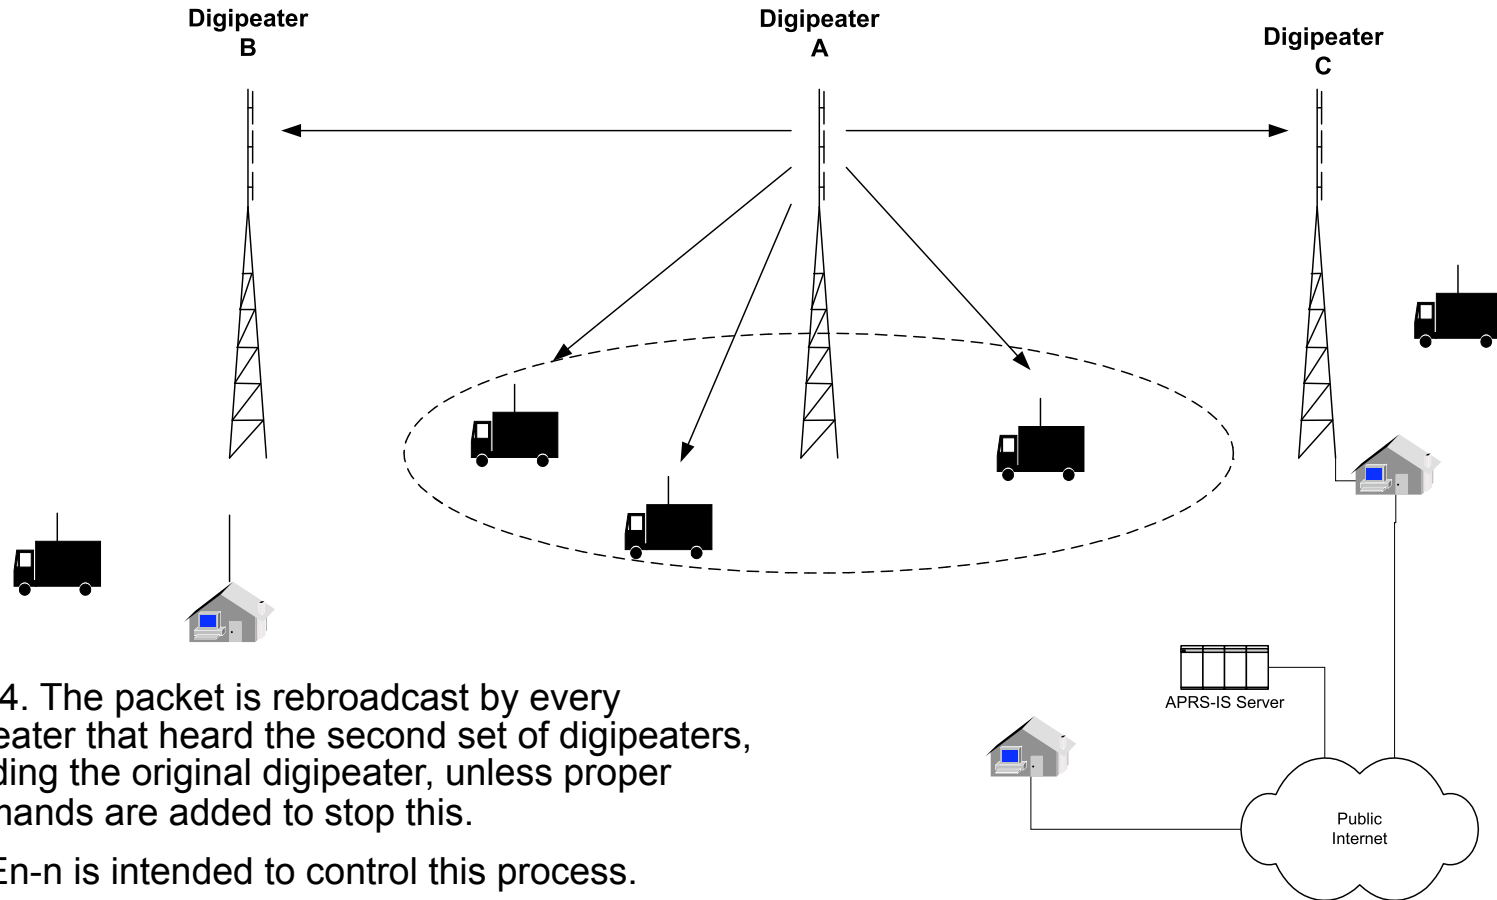 Digipeater
B
Digipeater
A
Digipeater
C
4. The packet is rebroadcast by every
eater that heard the second set of digipeaters,
ding the original digipeater, unless proper
mands are added to stop this.
En-n is intended to control this process.
APRS-IS Server
Public
Internet